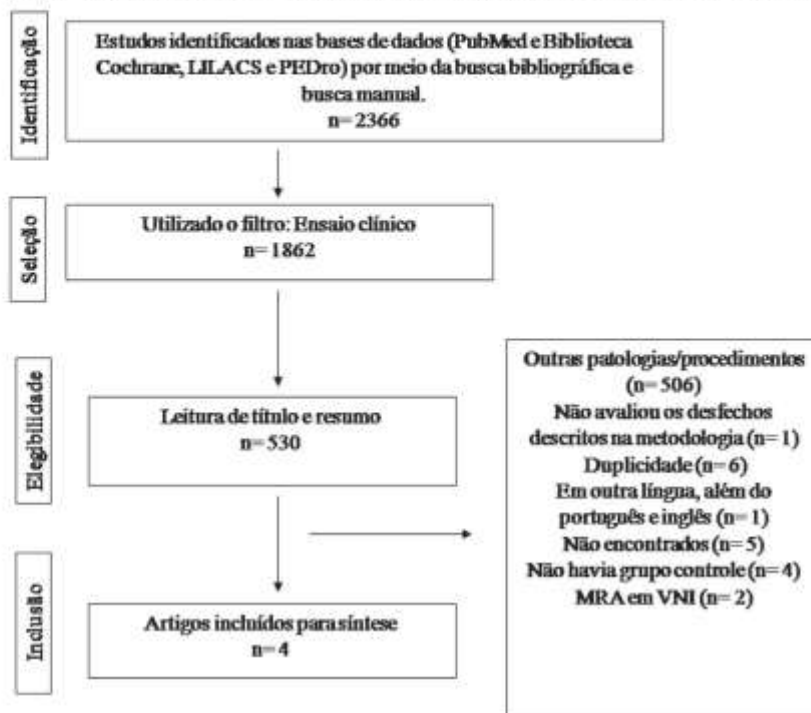 Identificação
Estudos identificados nas bases de dados (PubMed e Biblioteca
Cochrane, LILACS e PEDro) por meio da busca bibliográfica e
busca manual.
n= 2366
Seleção
Utilizado o filtro: Ensaio clínico
n= 1862
Elegibilidade
Leitura de título e resumo
n= 530
Outras patologias/procedimentos
(n= 506)
Não avaliou os desfechos
descritos na metodologia (n= 1)
Duplicidade (n= 6)
Em outra língua, além do
português e inglês (n= 1)
Não encontrados (n= 5)
Não havia grupo controle (n= 4)
MRA em VNI (n= 2)
Inclusão
Artigos incluídos para síntese
n= 4